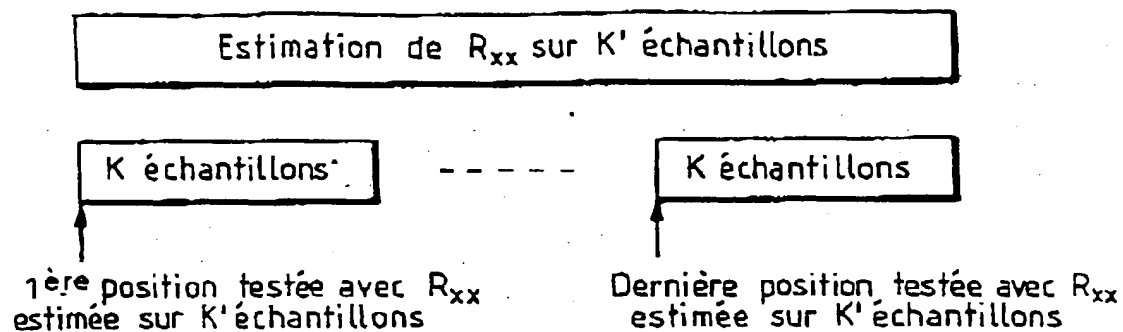 Estimation de Rxx sur K' échantillons
K échantillons
K échantillons
1ère position testée avec Rxx
estimée sur K' échantillons
Dernière position testée avec Rxx
estimée sur K' échantillons